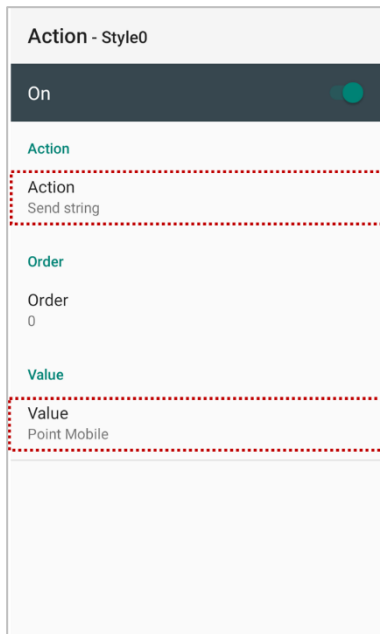 Action - Style0
On
Action
Action
Send string
Order
Order
0
Value
Value
Point Mobile